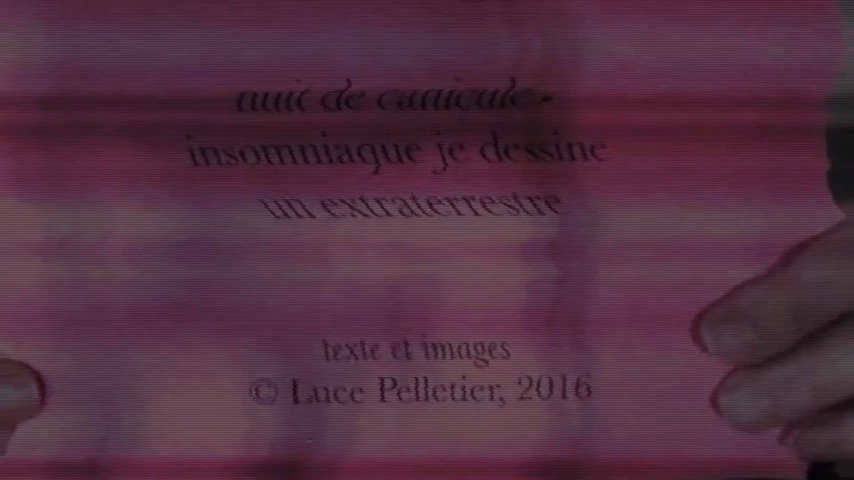 nuit de canicule -
insomniaque je dessine
un extraterrestre
texte et images
© Luce Pelletier, 2016